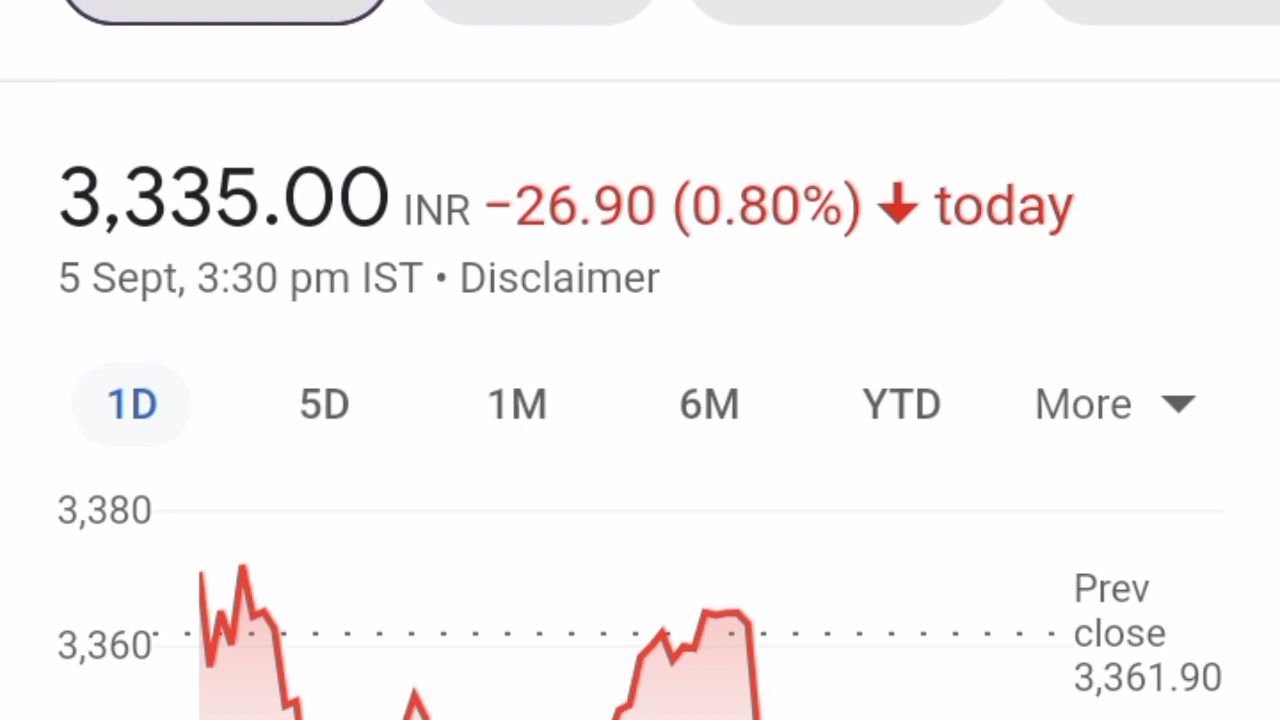 3,335.00 INR −26.90 (0.80%) ↓ today
5 Sept, 3:30 pm IST • Disclaimer
1D 5D 1M 6M YTD More
3,380
3,360
Prev
close
3,361.90